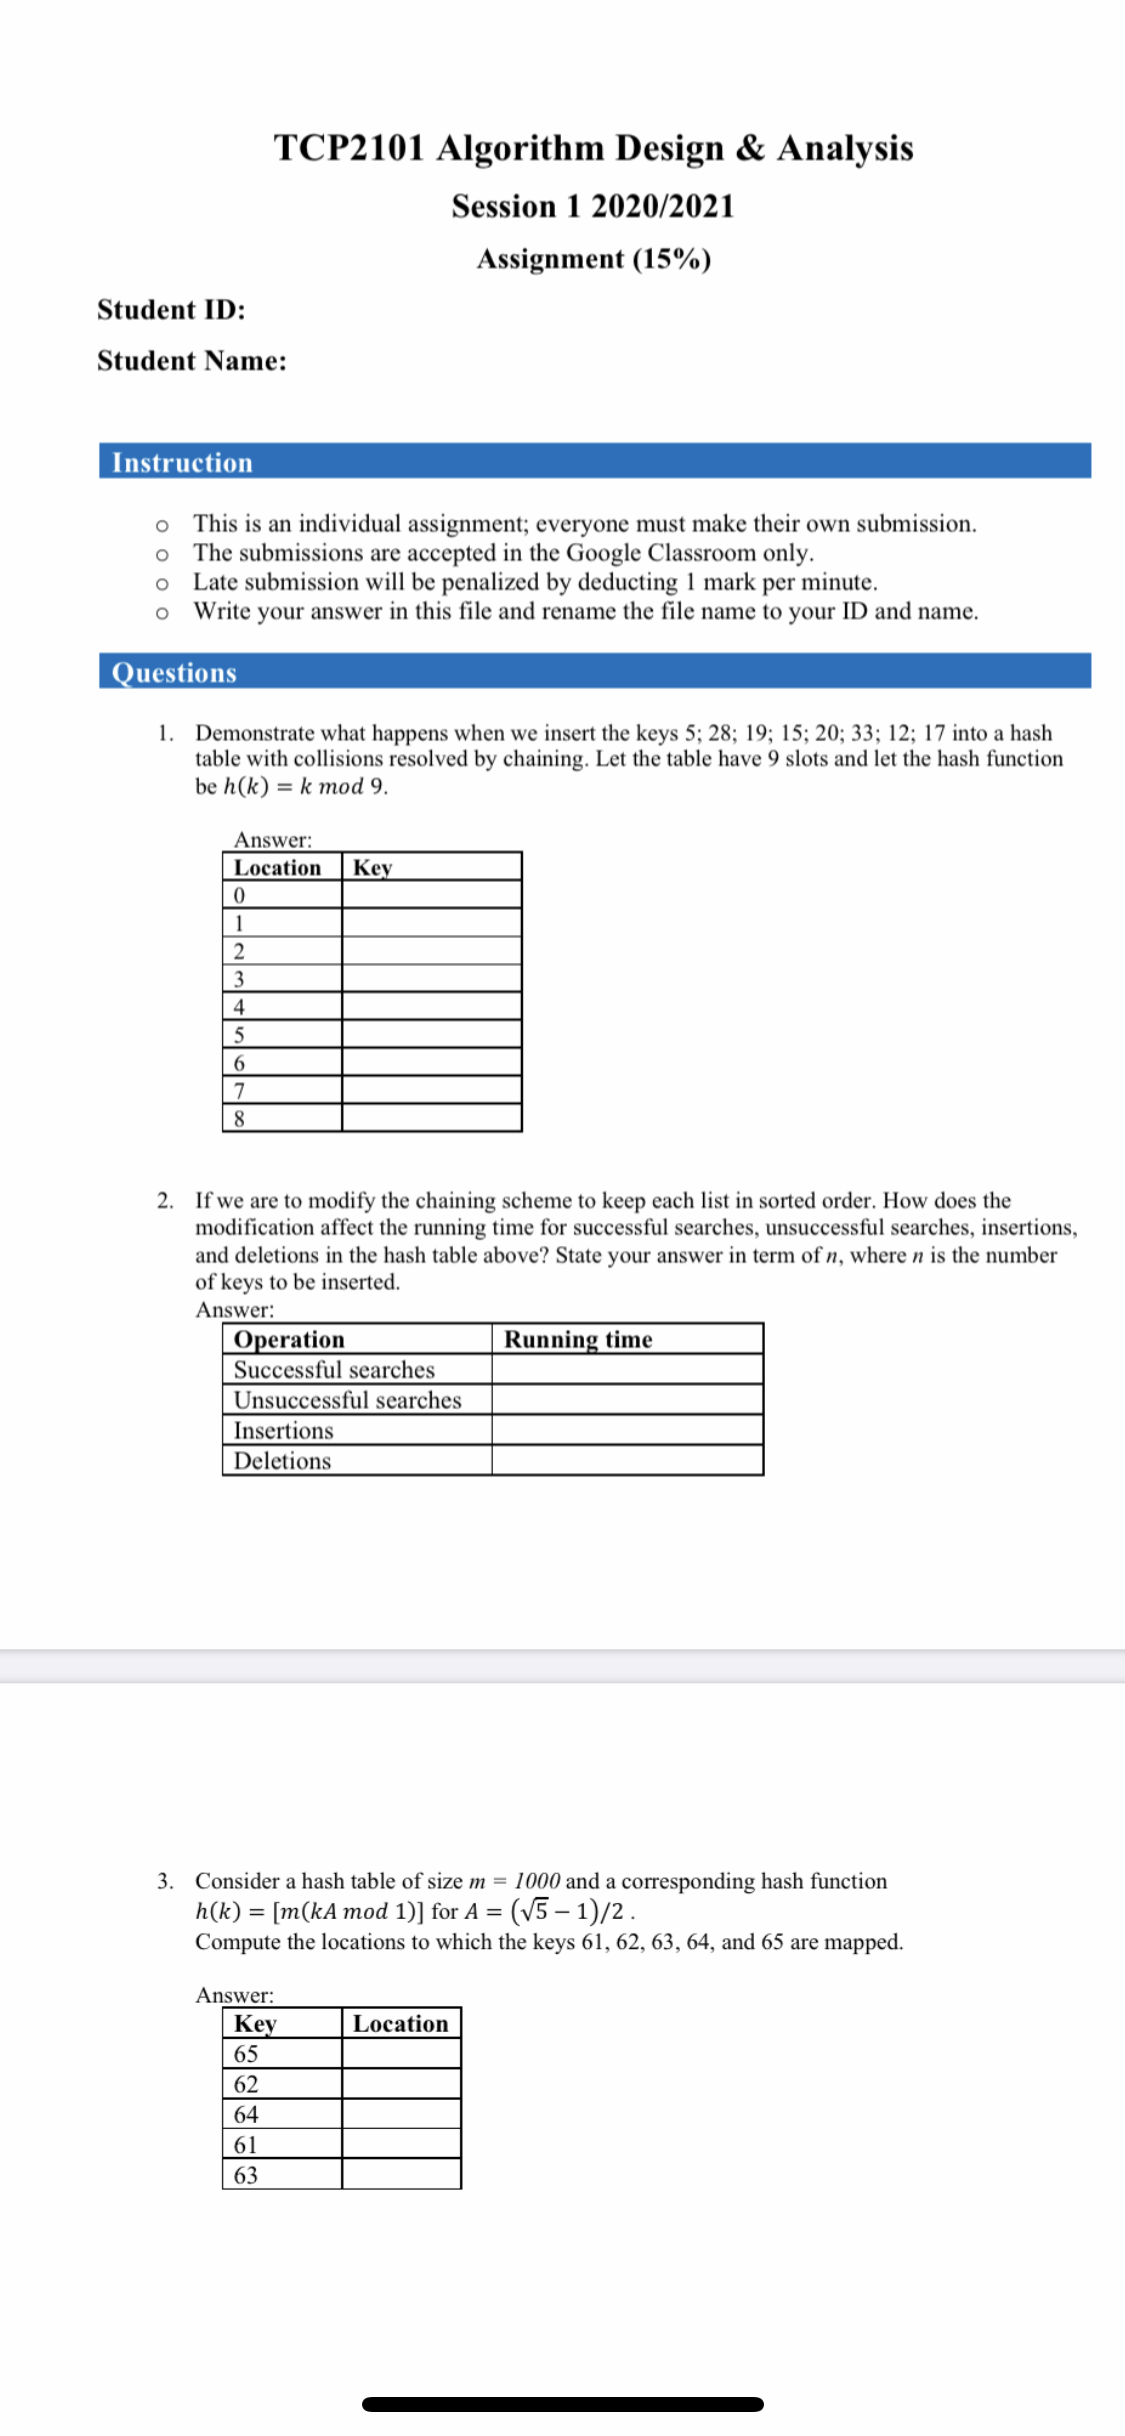 TCP2101 Algorithm Design & Analysis
Session 1 2020/2021
Assignment (15%)
Student ID:
Student Name:
Instruction
o This is an individual assignment; everyone must make their own submission.
o The submissions are accepted in the Google Classroom only.
o Late submission will be penalized by deducting 1 mark per minute.
o Write your answer in this file and rename the file name to your ID and name.
Questions
1. Demonstrate what happens when we insert the keys 5; 28; 19; 15; 20; 33; 12; 17 into a hash
table with collisions resolved by chaining. Let the table have 9 slots and let the hash function
be h(k) = k mod 9.
Answer:
Location Key
0
1
2
3
4
5
6
7
8
2. If we are to modify the chaining scheme to keep each list in sorted order. How does the
modification affect the running time for successful searches, unsuccessful searches, insertions,
and deletions in the hash table above? State your answer in term of n, where n is the number
of keys to be inserted.
Answer:
Operation Running time
Successful searches
Unsuccessful searches
Insertions
Deletions
3. Consider a hash table of size m = 1000 and a corresponding hash function
h(k) = [m(kA mod 1)] for A = (√5 − 1)/2 .
Compute the locations to which the keys 61, 62, 63, 64, and 65 are mapped.
Answer:
Key Location
65
62
64
61
63